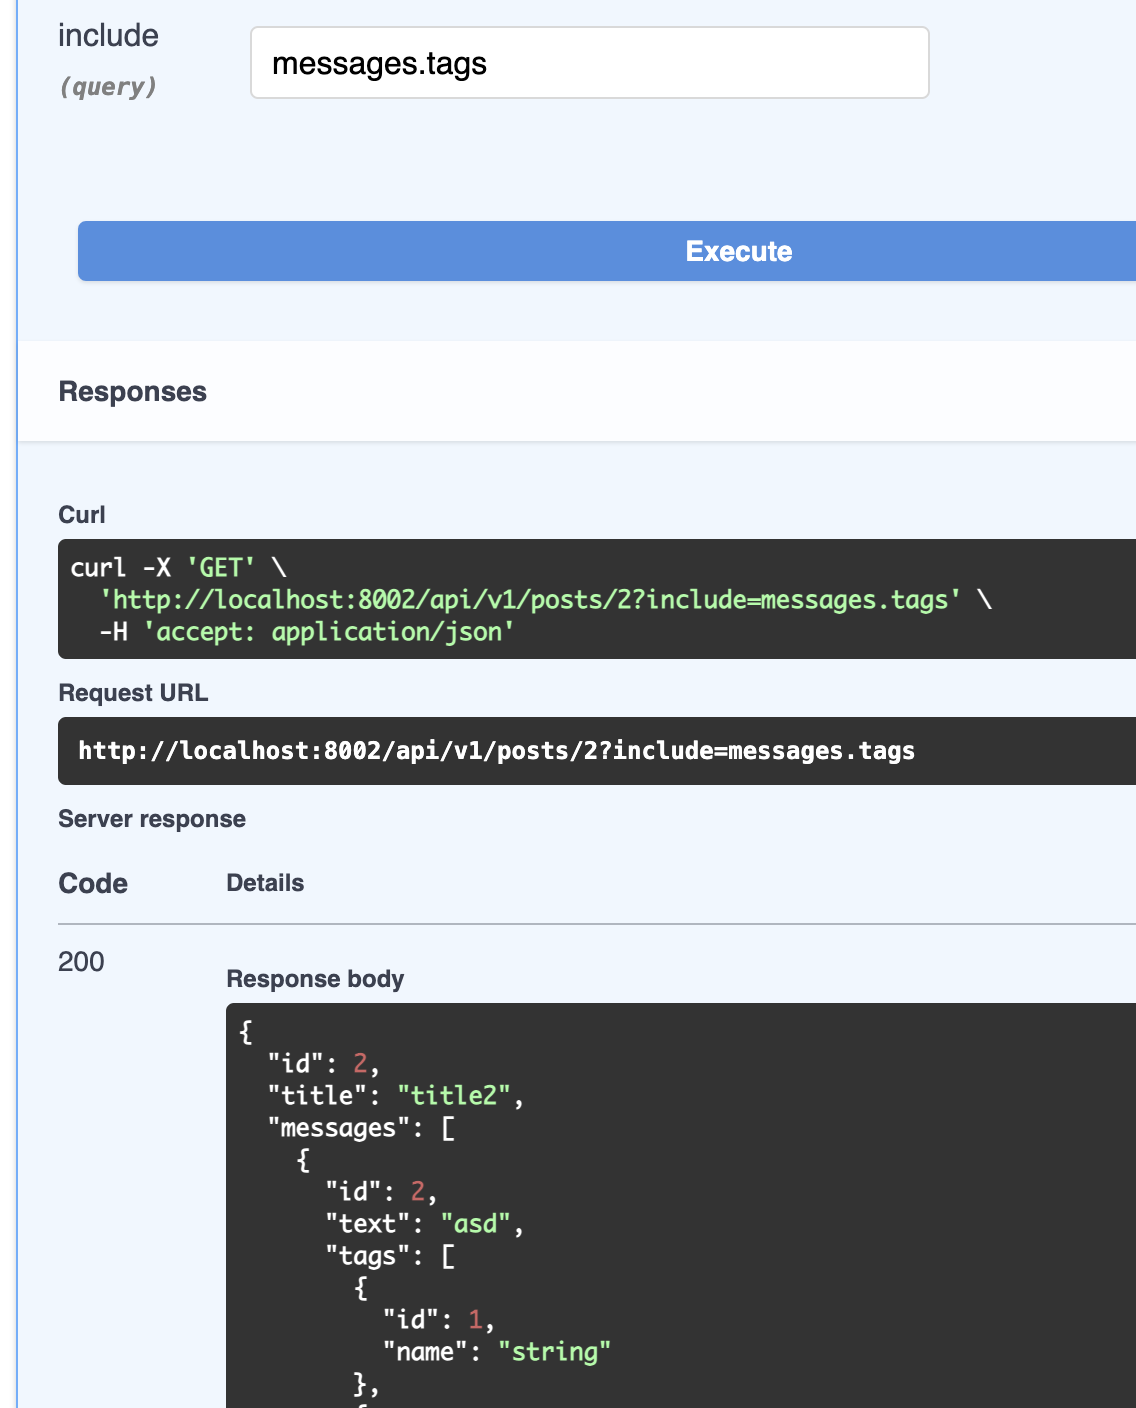 include
messages.tags
(query)
Execute
Responses
Curl
curl -X 'GET' \
  'http://localhost:8002/api/v1/posts/2?include=messages.tags' \
  -H 'accept: application/json'
Request URL
http://localhost:8002/api/v1/posts/2?include=messages.tags
Server response
Code Details
200
Response body
{
  "id": 2,
  "title": "title2",
  "messages": [
    {
      "id": 2,
      "text": "asd",
      "tags": [
        {
          "id": 1,
          "name": "string"
        },